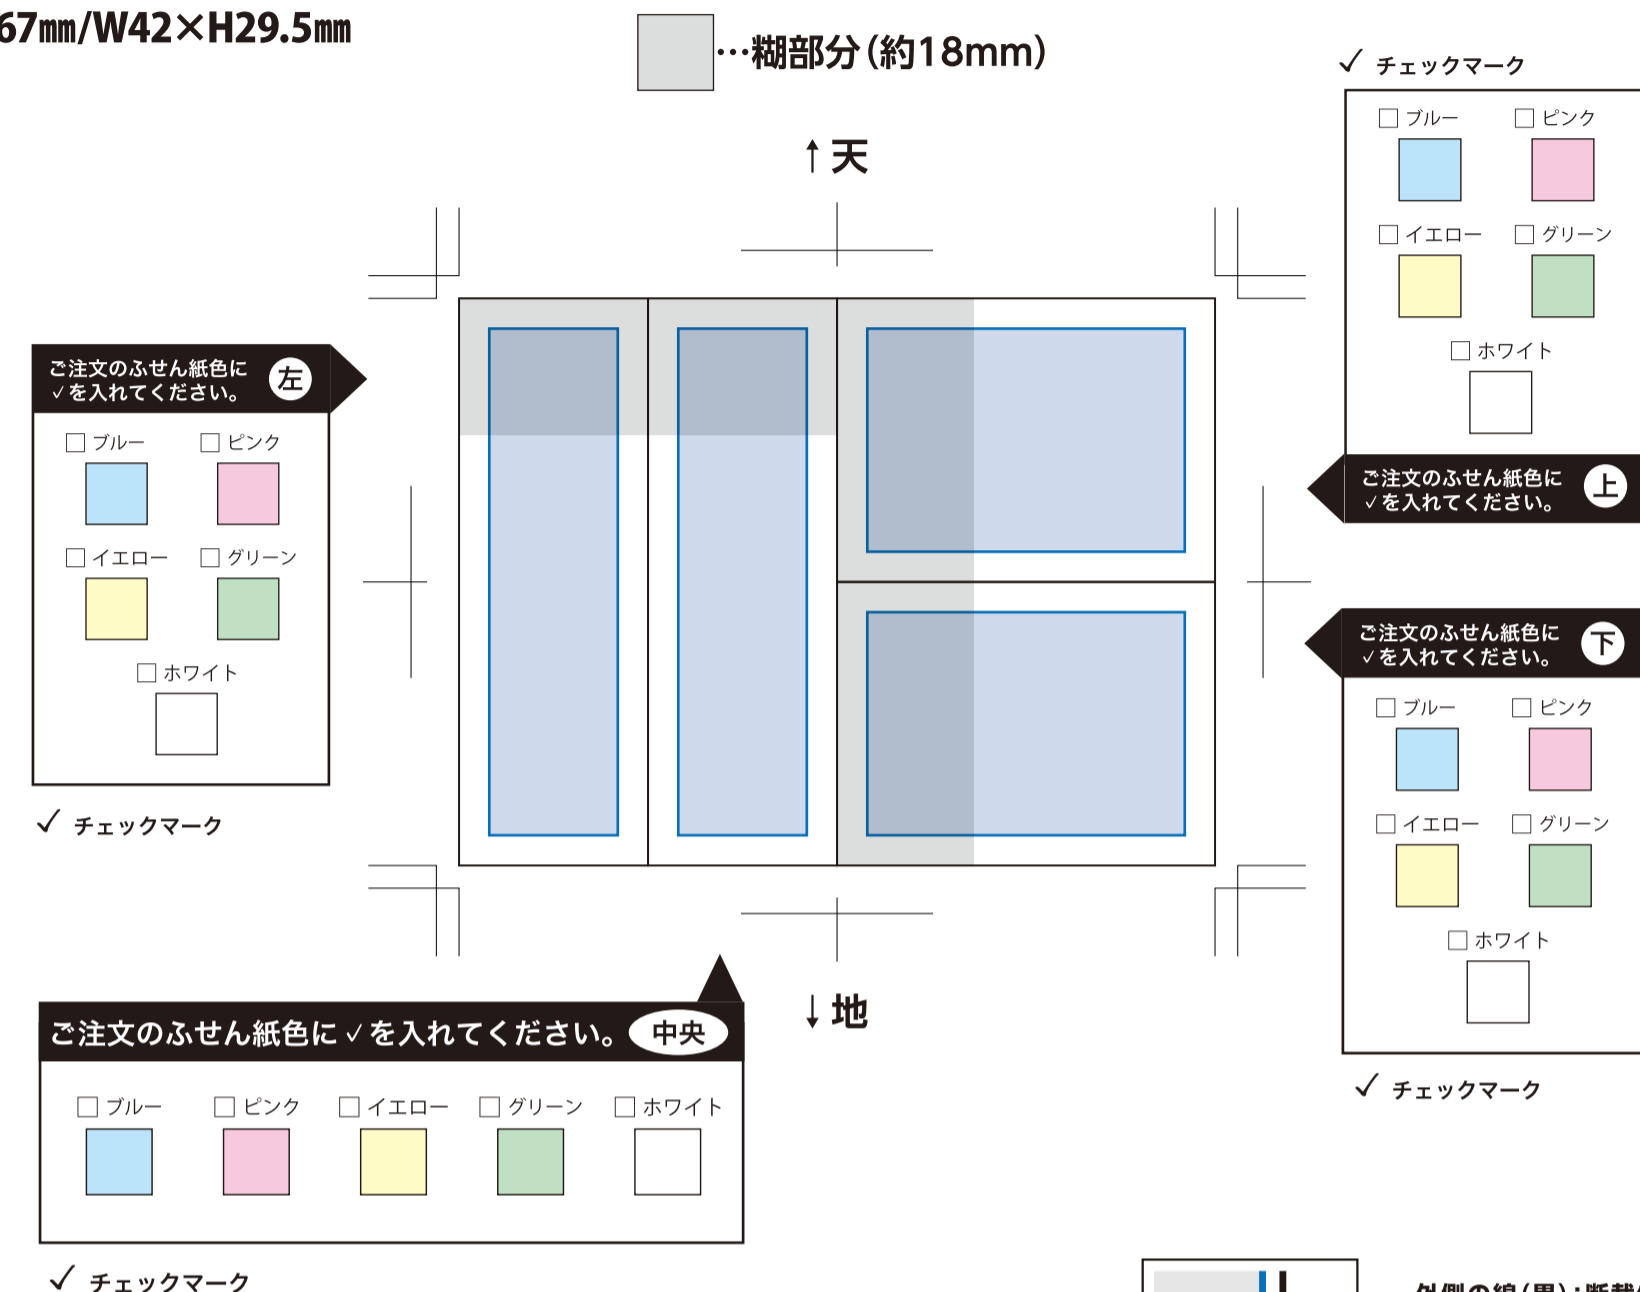 67mm/W42×H29.5mm
…糊部分(約18mm)
↑天
✓ チェックマーク
ブルー
ピンク
イエロー
グリーン
ホワイト
ご注文のふせん紙色に
✓を入れてください。
上
ご注文のふせん紙色に
✓を入れてください。
左
ブルー
ピンク
イエロー
グリーン
ホワイト
✓ チェックマーク
ご注文のふせん紙色に
✓を入れてください。
下
ブルー
ピンク
イエロー
グリーン
ホワイト
✓ チェックマーク
↓地
ご注文のふせん紙色に✓を入れてください。 中央
ブルー
ピンク
イエロー
グリーン
ホワイト
✓ チェックマーク
外側の線(黒):断裁